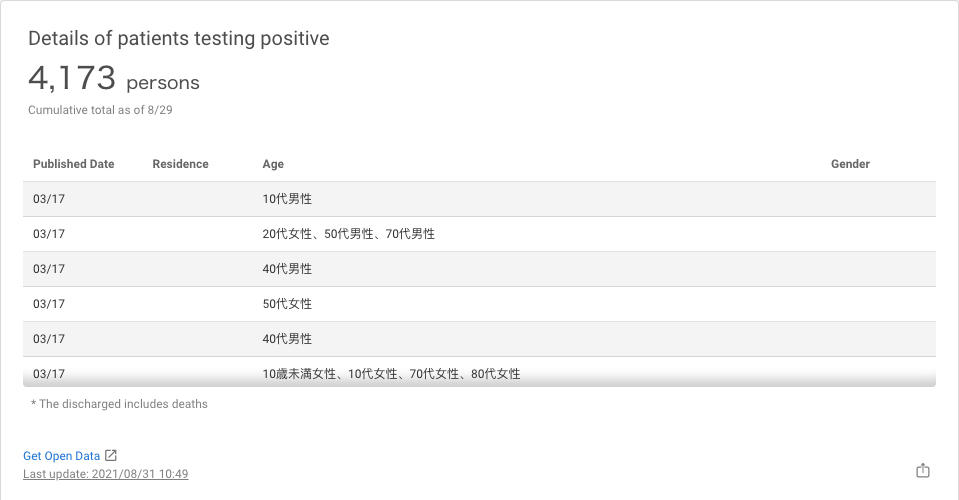 Details of patients testing positive
4,173 persons
Cumulative total as of 8/29
Published Date Residence Age Gender
03/17 10代男性
03/17 20代女性、50代男性、70代男性
03/17 40代男性
03/17 50代女性
03/17 40代男性
03/17 10歳未満女性、10代女性、70代女性、80代女性
* The discharged includes deaths
Get Open Data
Last update: 2021/08/31 10:49